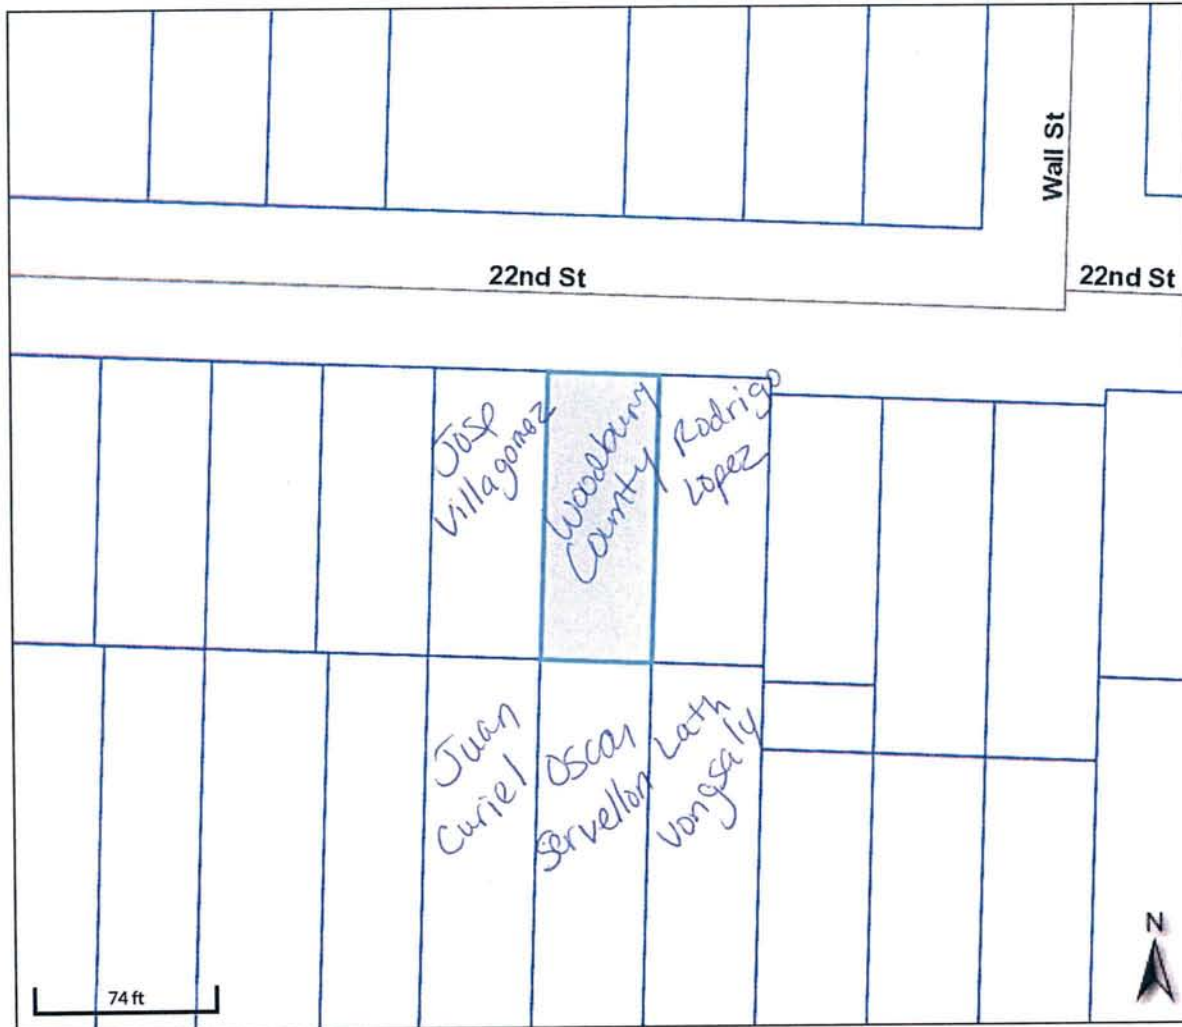 Wall St
22nd St
22nd St
Jose
Villagomez
Woodbury
County
Rodrigo
Lopez
Juan
Curiel
Oscar
Servellon
Lath
Vongsaly
N
74 ft